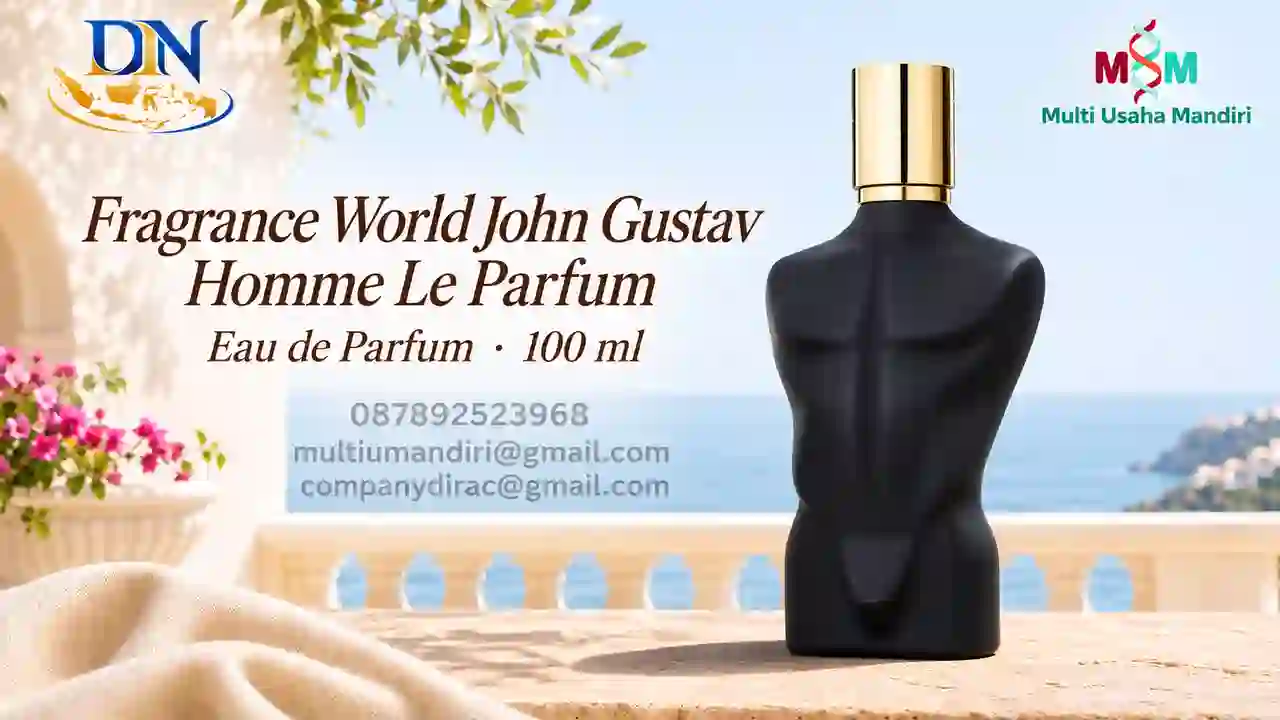 DN
MSM
Multi Usaha Mandiri
Fragrance World John Gustav
Homme Le Parfum
Eau de Parfum · 100 ml
087892523968
multiumandiri@gmail.com
companydirac@gmail.com